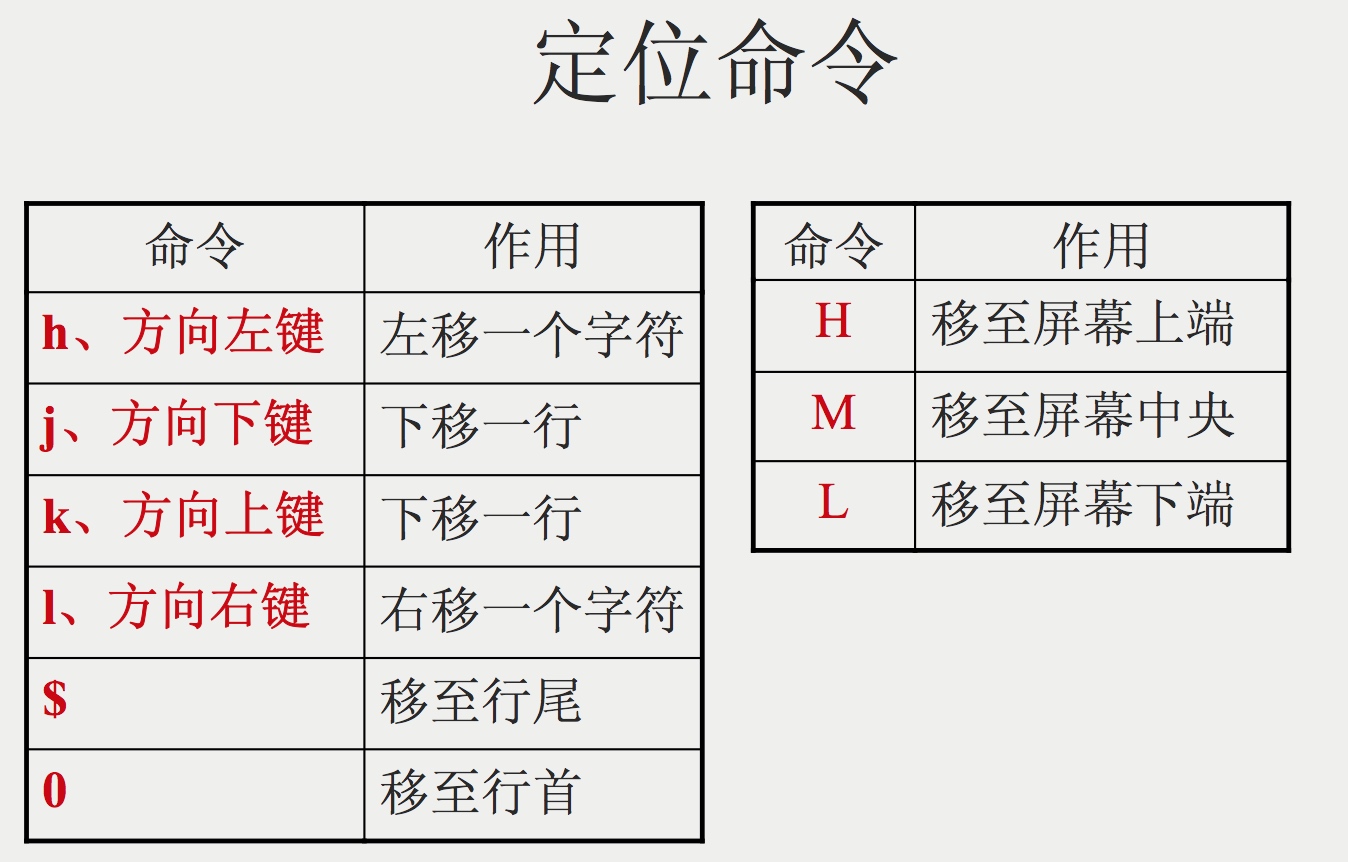 定位命令
命令 作用
h、方向左键 左移一个字符
j、方向下键 下移一行
k、方向上键 下移一行
l、方向右键 右移一个字符
$ 移至行尾
0 移至行首
命令 作用
H 移至屏幕上端
M 移至屏幕中央
L 移至屏幕下端